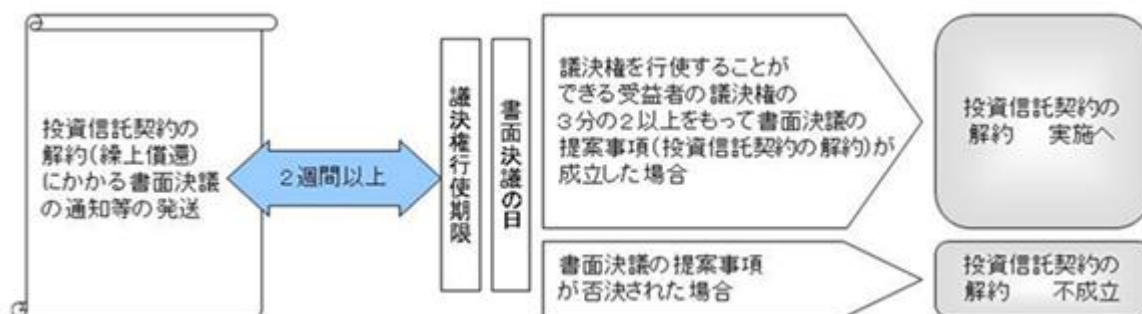 投資信託契約の
解約(繰上償還)
にかかる書面決議
の通知等の発送
2週間以上
議決権行使期限
書面決議の日
議決権を行使することが
できる受益者の議決権の
3分の2以上をもって書面決議の
提案事項(投資信託契約の解約)が
成立した場合
投資信託契約の
解約　実施へ
書面決議の提案事項
が否決された場合
投資信託契約の
解約　不成立